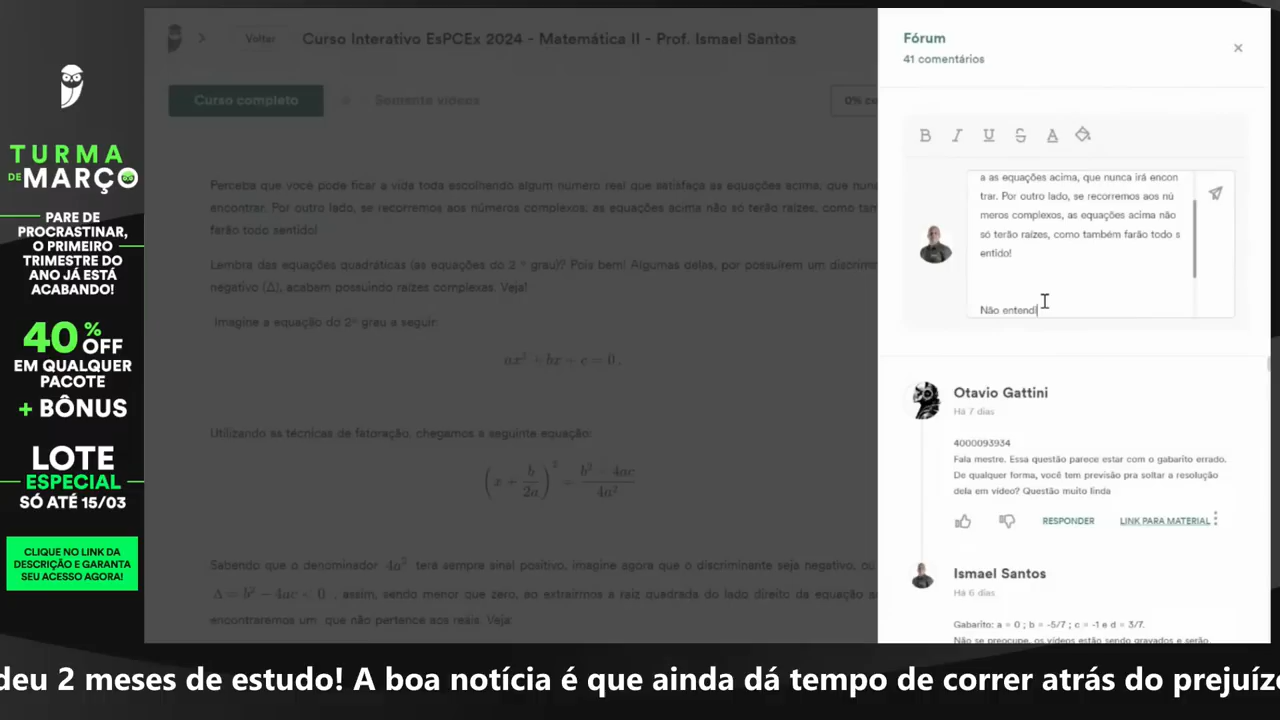 TURMA
DE MARÇO
PARE DE
PROCRASTINAR,
O PRIMEIRO
TRIMESTRE DO
ANO JÁ ESTÁ
ACABANDO!
40% OFF
EM QUALQUER
PACOTE
+ BÔNUS
LOTE
ESPECIAL
SÓ ATÉ 15/03
CLIQUE NO LINK DA
DESCRIÇÃO E GARANTA
SEU ACESSO AGORA!
Voltar
Curso Interativo EsPCEx 2024 - Matemática II - Prof. Ismael Santos
Curso completo
Somente vídeos
0%
Perceba que você pode ficar a vida toda escolhendo algum número real que satisfaça as equações acima, que nunca
encontrar. Por outro lado, se recorremos aos números complexos, as equações acima não só terão raízes, como
farão todo sentido!
Lembra das equações quadráticas (as equações do 2º grau)? Pois bem! Algumas delas, por possuírem um
negativo (Δ), acabam possuindo raízes complexas. Veja!
Imagine a equação do 2º grau a seguir:
ax² + bx + c = 0.
Utilizando as técnicas de fatoração, chegamos a seguinte equação:
(x + b/2a)² = b² − 4ac/4a²
Sabendo que o denominador 4a² terá sempre sinal positivo, imagine agora que o discriminante seja negativo, ou
Δ = b² − 4ac < 0 , assim, sendo menor que zero, ao extrairmos a raiz quadrada do lado direito da equação
encontraremos um que não pertence aos reais. Veja:
Fórum
41 comentários
×
B I U S A
a as equações acima, que nunca irá encon
trar. Por outro lado, se recorremos aos nú
meros complexos, as equações acima não
só terão raízes, como também farão todo s
entido!
Não entendi
Otavio Gattini
Há 7 dias
4000093934
Fala mestre. Essa questão parece estar com o gabarito errado.
De qualquer forma, você tem previsão pra soltar a resolução
dela em vídeo? Questão muito linda
RESPONDER
LINK PARA MATERIAL
Ismael Santos
Há 6 dias
Gabarito: a = 0 ; b = -5/7 ; c = -1 e d = 3/7.
Não se preocupe, os vídeos estão sendo gravados e serão,
deu 2 meses de estudo! A boa notícia é que ainda dá tempo de correr atrás do prejuízo